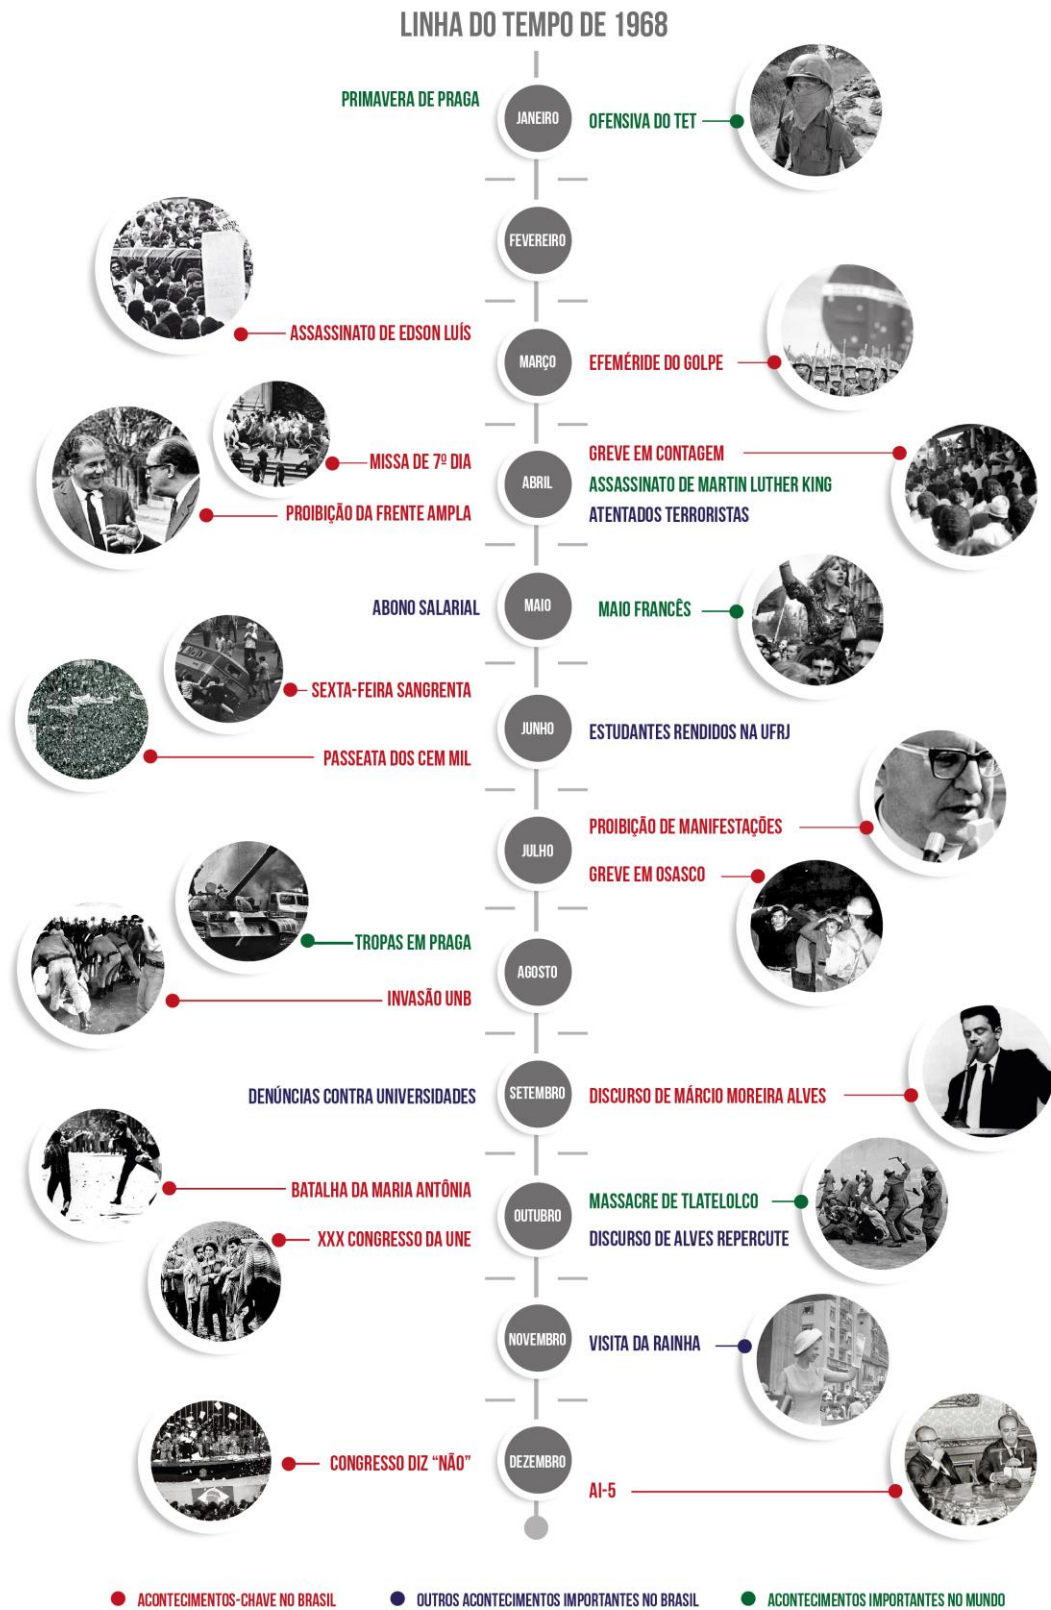 LINHA DO TEMPO DE 1968
PRIMAVERA DE PRAGA
JANEIRO
OFENSIVA DO TET
FEVEREIRO
ASSASSINATO DE EDSON LUÍS
MARÇO
EFEMÉRIDE DO GOLPE
MISSA DE 7º DIA
PROIBIÇÃO DA FRENTE AMPLA
ABRIL
GREVE EM CONTAGEM
ASSASSINATO DE MARTIN LUTHER KING
ATENTADOS TERRORISTAS
ABONO SALARIAL
MAIO
MAIO FRANCÊS
SEXTA-FEIRA SANGRENTA
PASSEATA DOS CEM MIL
JUNHO
ESTUDANTES RENDIDOS NA UFRJ
JULHO
PROIBIÇÃO DE MANIFESTAÇÕES
GREVE EM OSASCO
TROPAS EM PRAGA
INVASÃO UNB
AGOSTO
DENÚNCIAS CONTRA UNIVERSIDADES
SETEMBRO
DISCURSO DE MÁRCIO MOREIRA ALVES
BATALHA DA MARIA ANTÔNIA
XXX CONGRESSO DA UNE
OUTUBRO
MASSACRE DE TLATELOLCO
DISCURSO DE ALVES REPERCUTE
NOVEMBRO
VISITA DA RAINHA
CONGRESSO DIZ “NÃO”
DEZEMBRO
AI-5
ACONTECIMENTOS-CHAVE NO BRASIL
OUTROS ACONTECIMENTOS IMPORTANTES NO BRASIL
ACONTECIMENTOS IMPORTANTES NO MUNDO